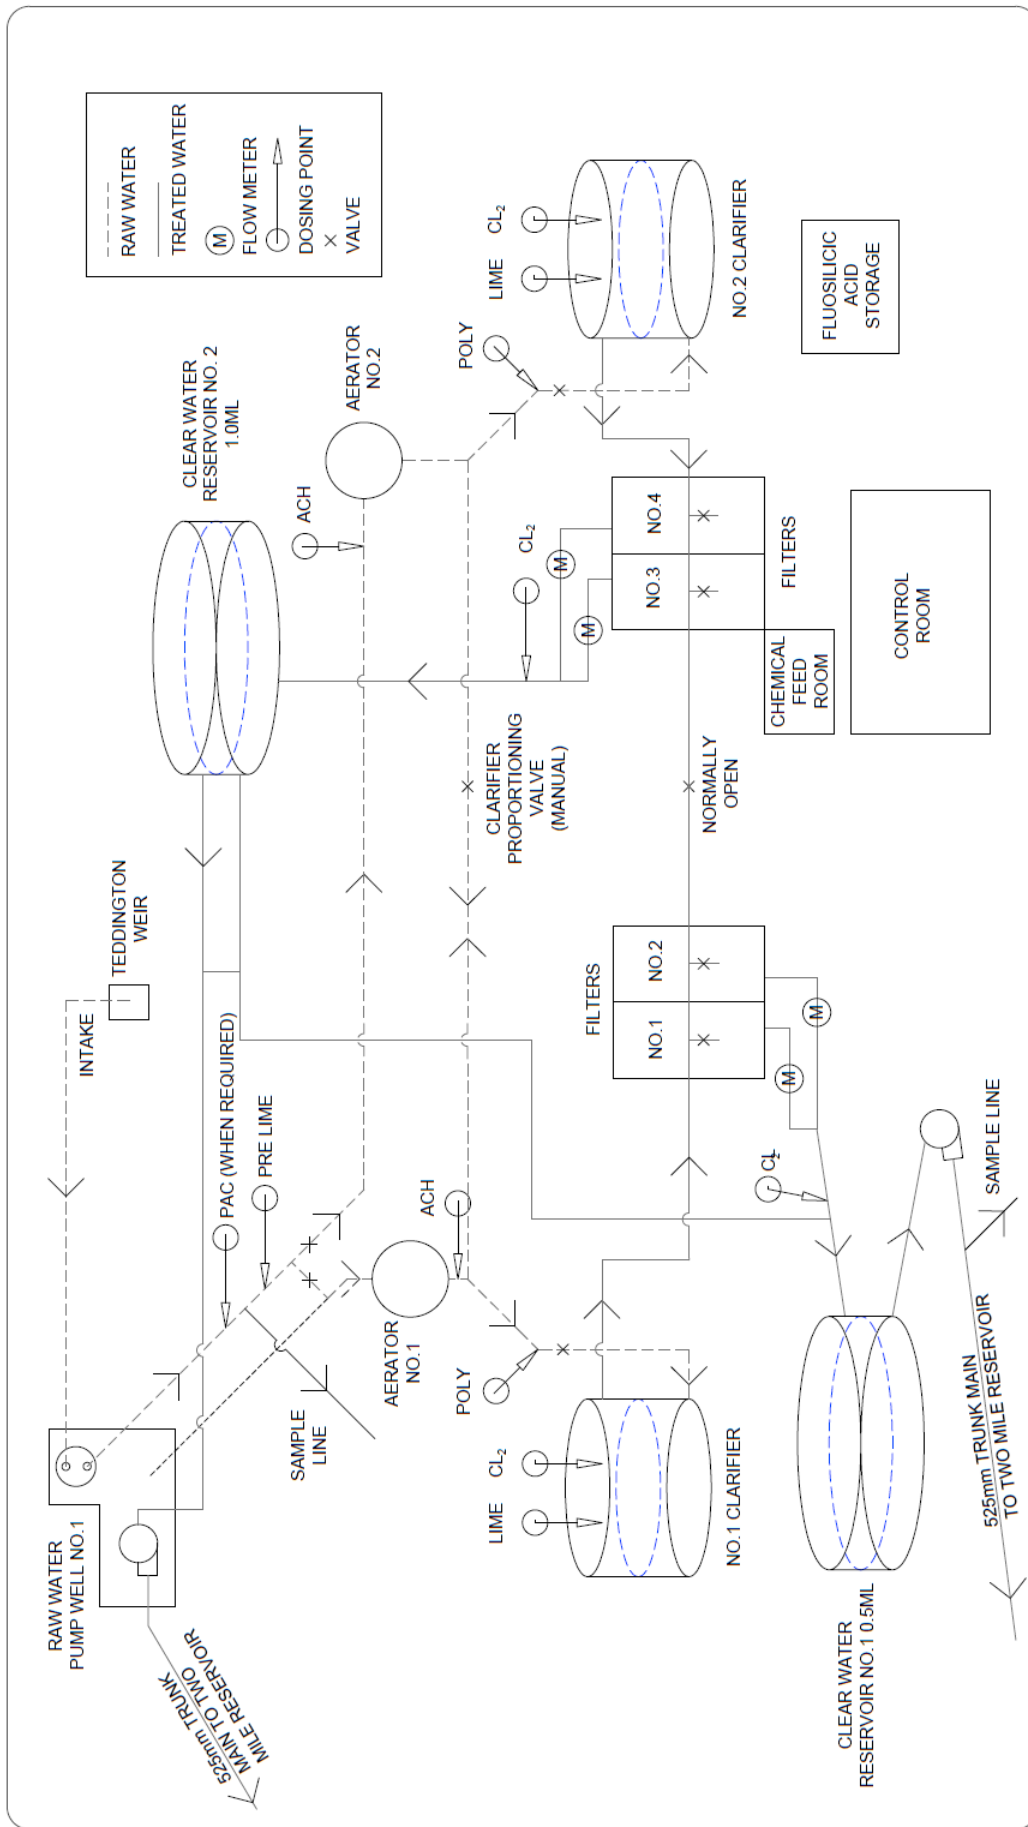 RAW WATER
TREATED WATER
M
FLOW METER
DOSING POINT
VALVE
RAW WATER
PUMP WELL NO.1
525mm TRUNK
MAIN TO TWO
MILE RESERVOIR
INTAKE
TEDDINGTON
WEIR
CLEAR WATER
RESERVOIR NO. 2
1.0ML
PAC (WHEN REQUIRED)
PRE LIME
SAMPLE
LINE
AERATOR
NO.1
ACH
ACH
AERATOR
NO.2
POLY
POLY
CLARIFIER
PROPORTIONING
VALVE
(MANUAL)
CL2
M
M
LIME
CL2
NO.1 CLARIFIER
LIME
CL2
NO.2 CLARIFIER
FILTERS
NO.1
NO.2
M
M
NORMALLY
OPEN
NO.3
NO.4
FILTERS
CHEMICAL
FEED
ROOM
CONTROL
ROOM
FLUOSILICIC
ACID
STORAGE
CL2
CLEAR WATER
RESERVOIR NO.1 0.5ML
SAMPLE LINE
525mm TRUNK MAIN
TO TWO MILE RESERVOIR